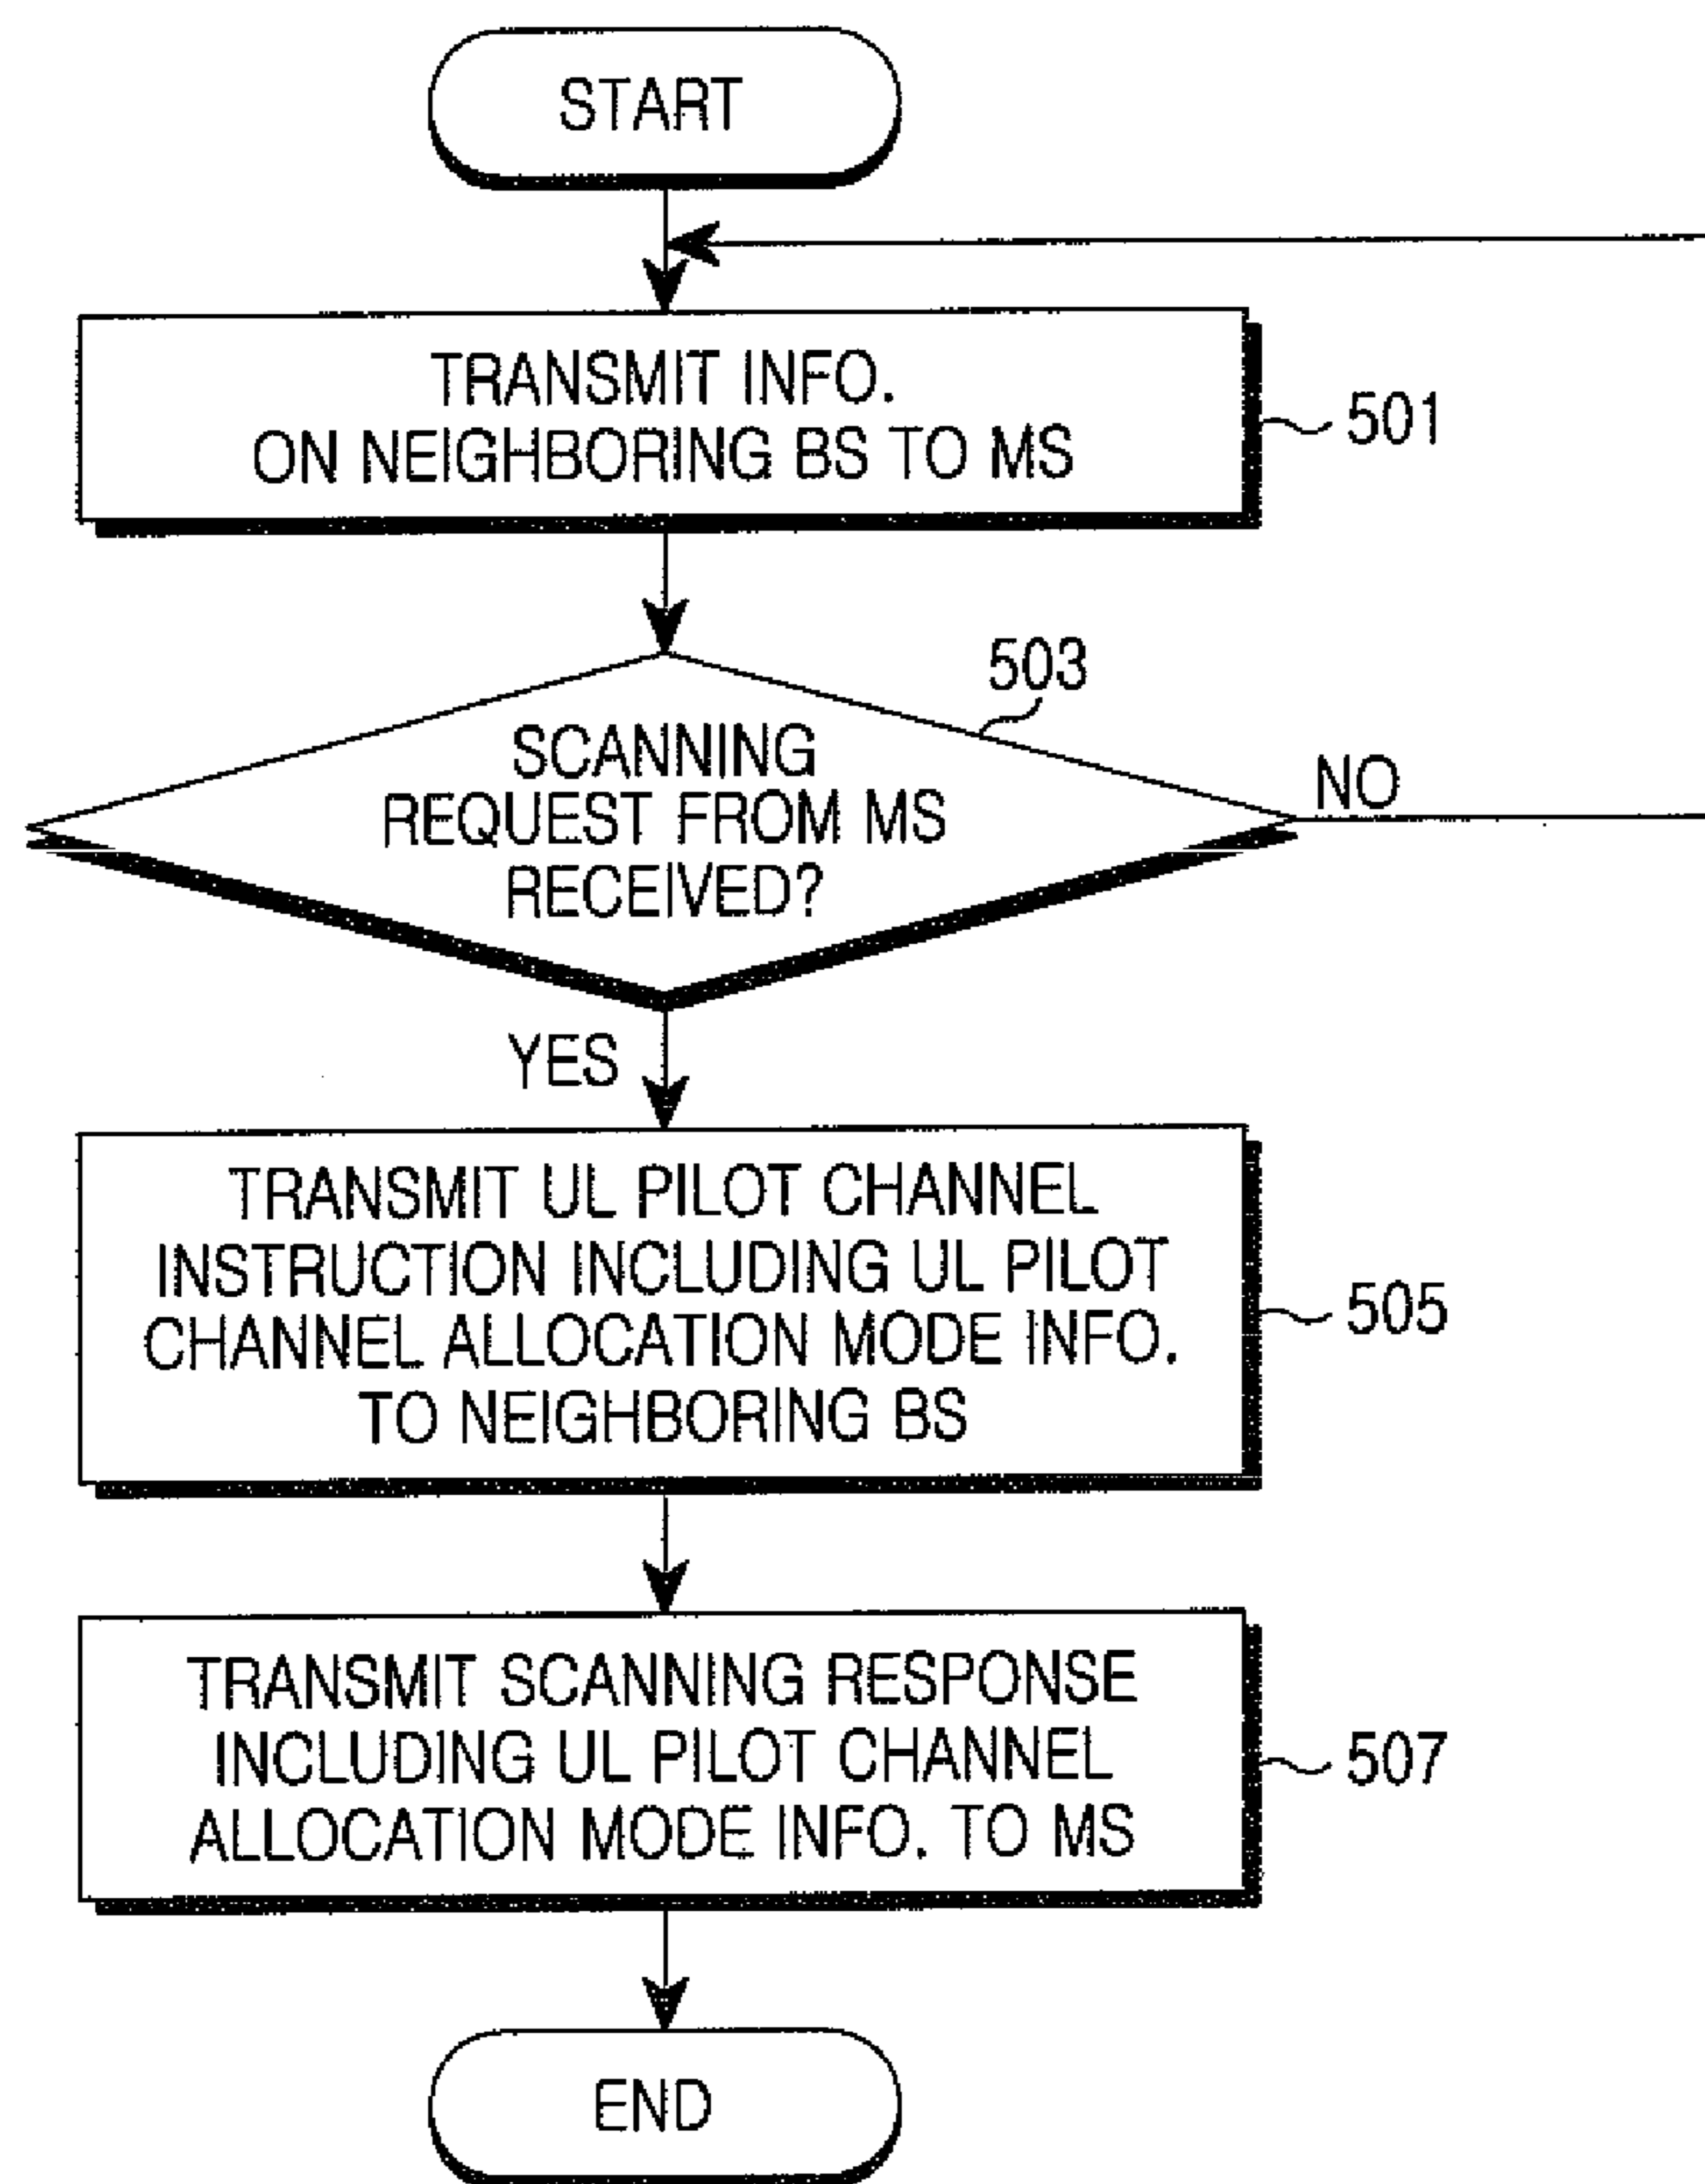 START
TRANSMIT INFO.
ON NEIGHBORING BS TO MS
501
503
SCANNING
REQUEST FROM MS
RECEIVED?
NO
YES
TRANSMIT UL PILOT CHANNEL
INSTRUCTION INCLUDING UL PILOT
CHANNEL ALLOCATION MODE INFO.
TO NEIGHBORING BS
505
TRANSMIT SCANNING RESPONSE
INCLUDING UL PILOT CHANNEL
ALLOCATION MODE INFO. TO MS
507
END